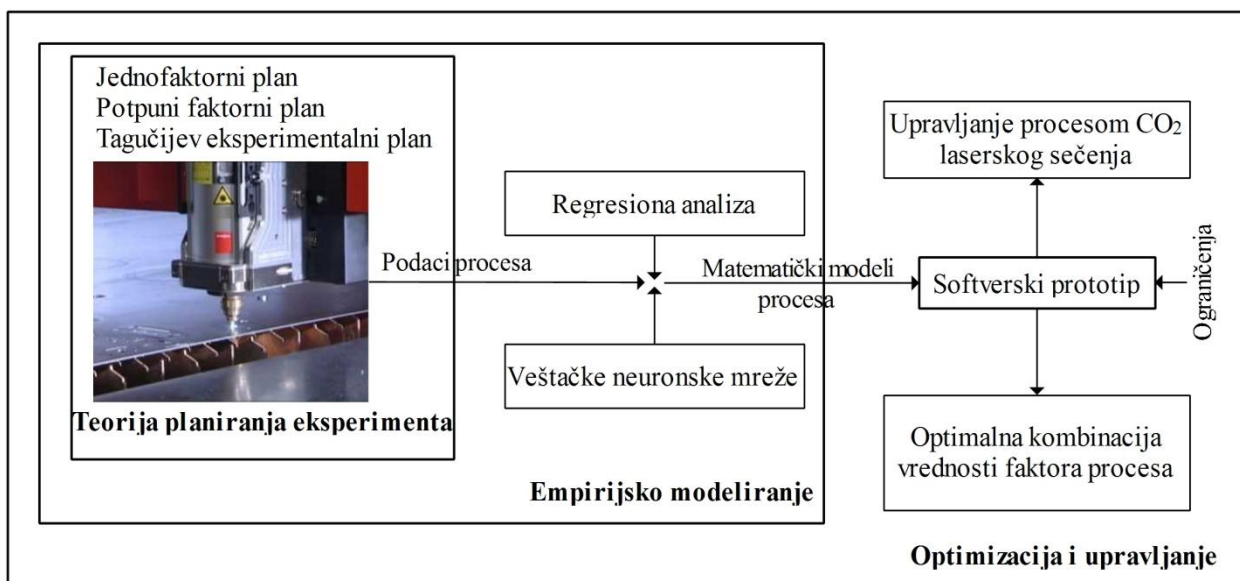 Jednofaktorni plan
Potpuni faktorni plan
Tagučijev eksperimentalni plan
Teorija planiranja eksperimenta
Podaci procesa
Regresiona analiza
Veštačke neuronske mreže
Empirijsko modeliranje
Matematički modeli
procesa
Upravljanje procesom CO₂
laserskog sečenja
Softverski prototip
Ograničenja
Optimalna kombinacija
vrednosti faktora procesa
Optimizacija i upravljanje